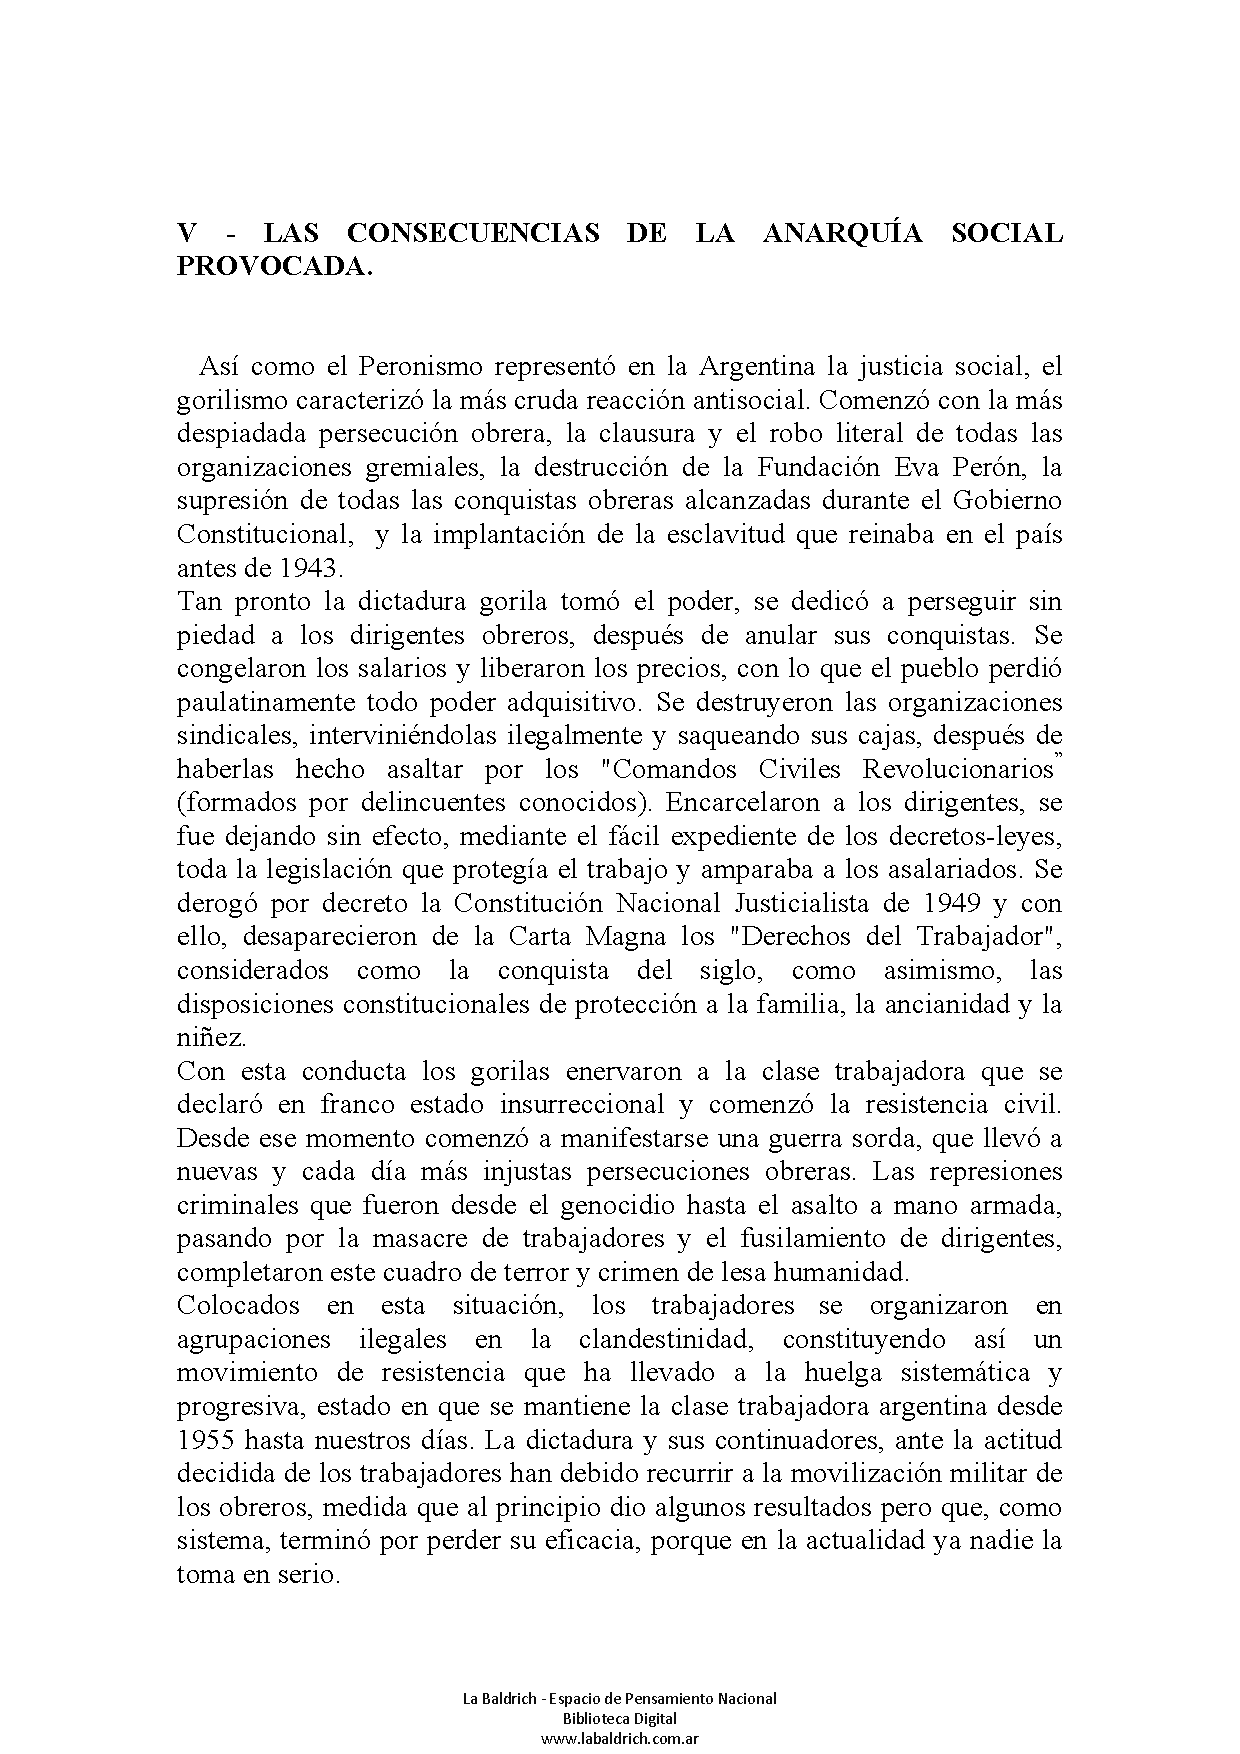 V - LAS CONSECUENCIAS DE LA ANARQUÍA SOCIAL
PROVOCADA.
Así como el Peronismo representó en la Argentina la justicia social, el
gorilismo caracterizó la más cruda reacción antisocial. Comenzó con la más
despiadada persecución obrera, la clausura y el robo literal de todas las
organizaciones gremiales, la destrucción de la Fundación Eva Perón, la
supresión de todas las conquistas obreras alcanzadas durante el Gobierno
Constitucional, y la implantación de la esclavitud que reinaba en el país
antes de 1943.
Tan pronto la dictadura gorila tomó el poder, se dedicó a perseguir sin
piedad a los dirigentes obreros, después de anular sus conquistas. Se
congelaron los salarios y liberaron los precios, con lo que el pueblo perdió
paulatinamente todo poder adquisitivo. Se destruyeron las organizaciones
sindicales, interviniéndolas ilegalmente y saqueando sus cajas, después de
haberlas hecho asaltar por los "Comandos Civiles Revolucionarios”
(formados por delincuentes conocidos). Encarcelaron a los dirigentes, se
fue dejando sin efecto, mediante el fácil expediente de los decretos-leyes,
toda la legislación que protegía el trabajo y amparaba a los asalariados. Se
derogó por decreto la Constitución Nacional Justicialista de 1949 y con
ello, desaparecieron de la Carta Magna los "Derechos del Trabajador",
considerados como la conquista del siglo, como asimismo, las
disposiciones constitucionales de protección a la familia, la ancianidad y la
niñez.
Con esta conducta los gorilas enervaron a la clase trabajadora que se
declaró en franco estado insurreccional y comenzó la resistencia civil.
Desde ese momento comenzó a manifestarse una guerra sorda, que llevó a
nuevas y cada día más injustas persecuciones obreras. Las represiones
criminales que fueron desde el genocidio hasta el asalto a mano armada,
pasando por la masacre de trabajadores y el fusilamiento de dirigentes,
completaron este cuadro de terror y crimen de lesa humanidad.
Colocados en esta situación, los trabajadores se organizaron en
agrupaciones ilegales en la clandestinidad, constituyendo así un
movimiento de resistencia que ha llevado a la huelga sistemática y
progresiva, estado en que se mantiene la clase trabajadora argentina desde
1955 hasta nuestros días. La dictadura y sus continuadores, ante la actitud
decidida de los trabajadores han debido recurrir a la movilización militar de
los obreros, medida que al principio dio algunos resultados pero que, como
sistema, terminó por perder su eficacia, porque en la actualidad ya nadie la
toma en serio.
La Baldrich - Espacio de Pensamiento Nacional
Biblioteca Digital
www.labaldrich.com.ar